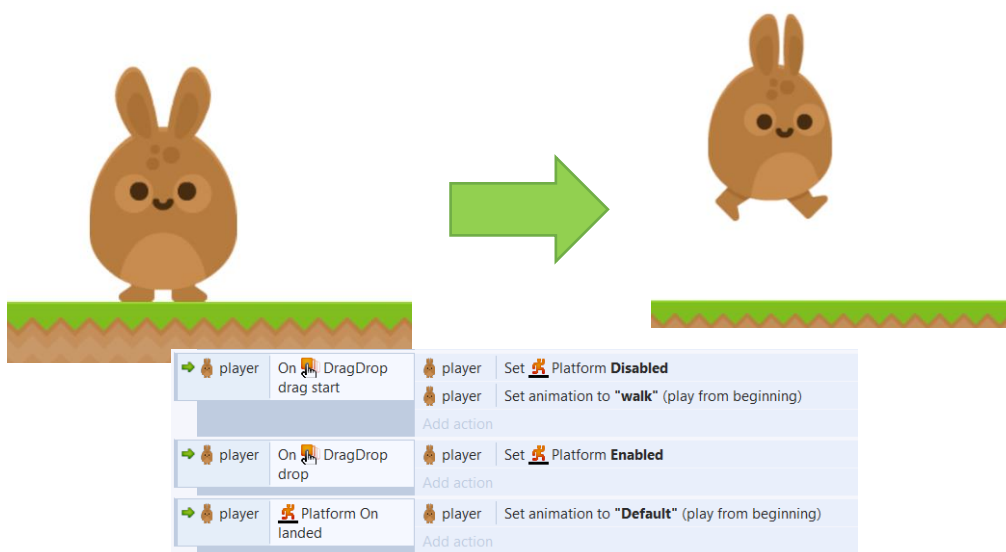 player On DragDrop drag start player Set Platform Disabled
player Set animation to "walk" (play from beginning)
Add action
player On DragDrop drop player Set Platform Enabled
Add action
player Platform On landed player Set animation to "Default" (play from beginning)
Add action